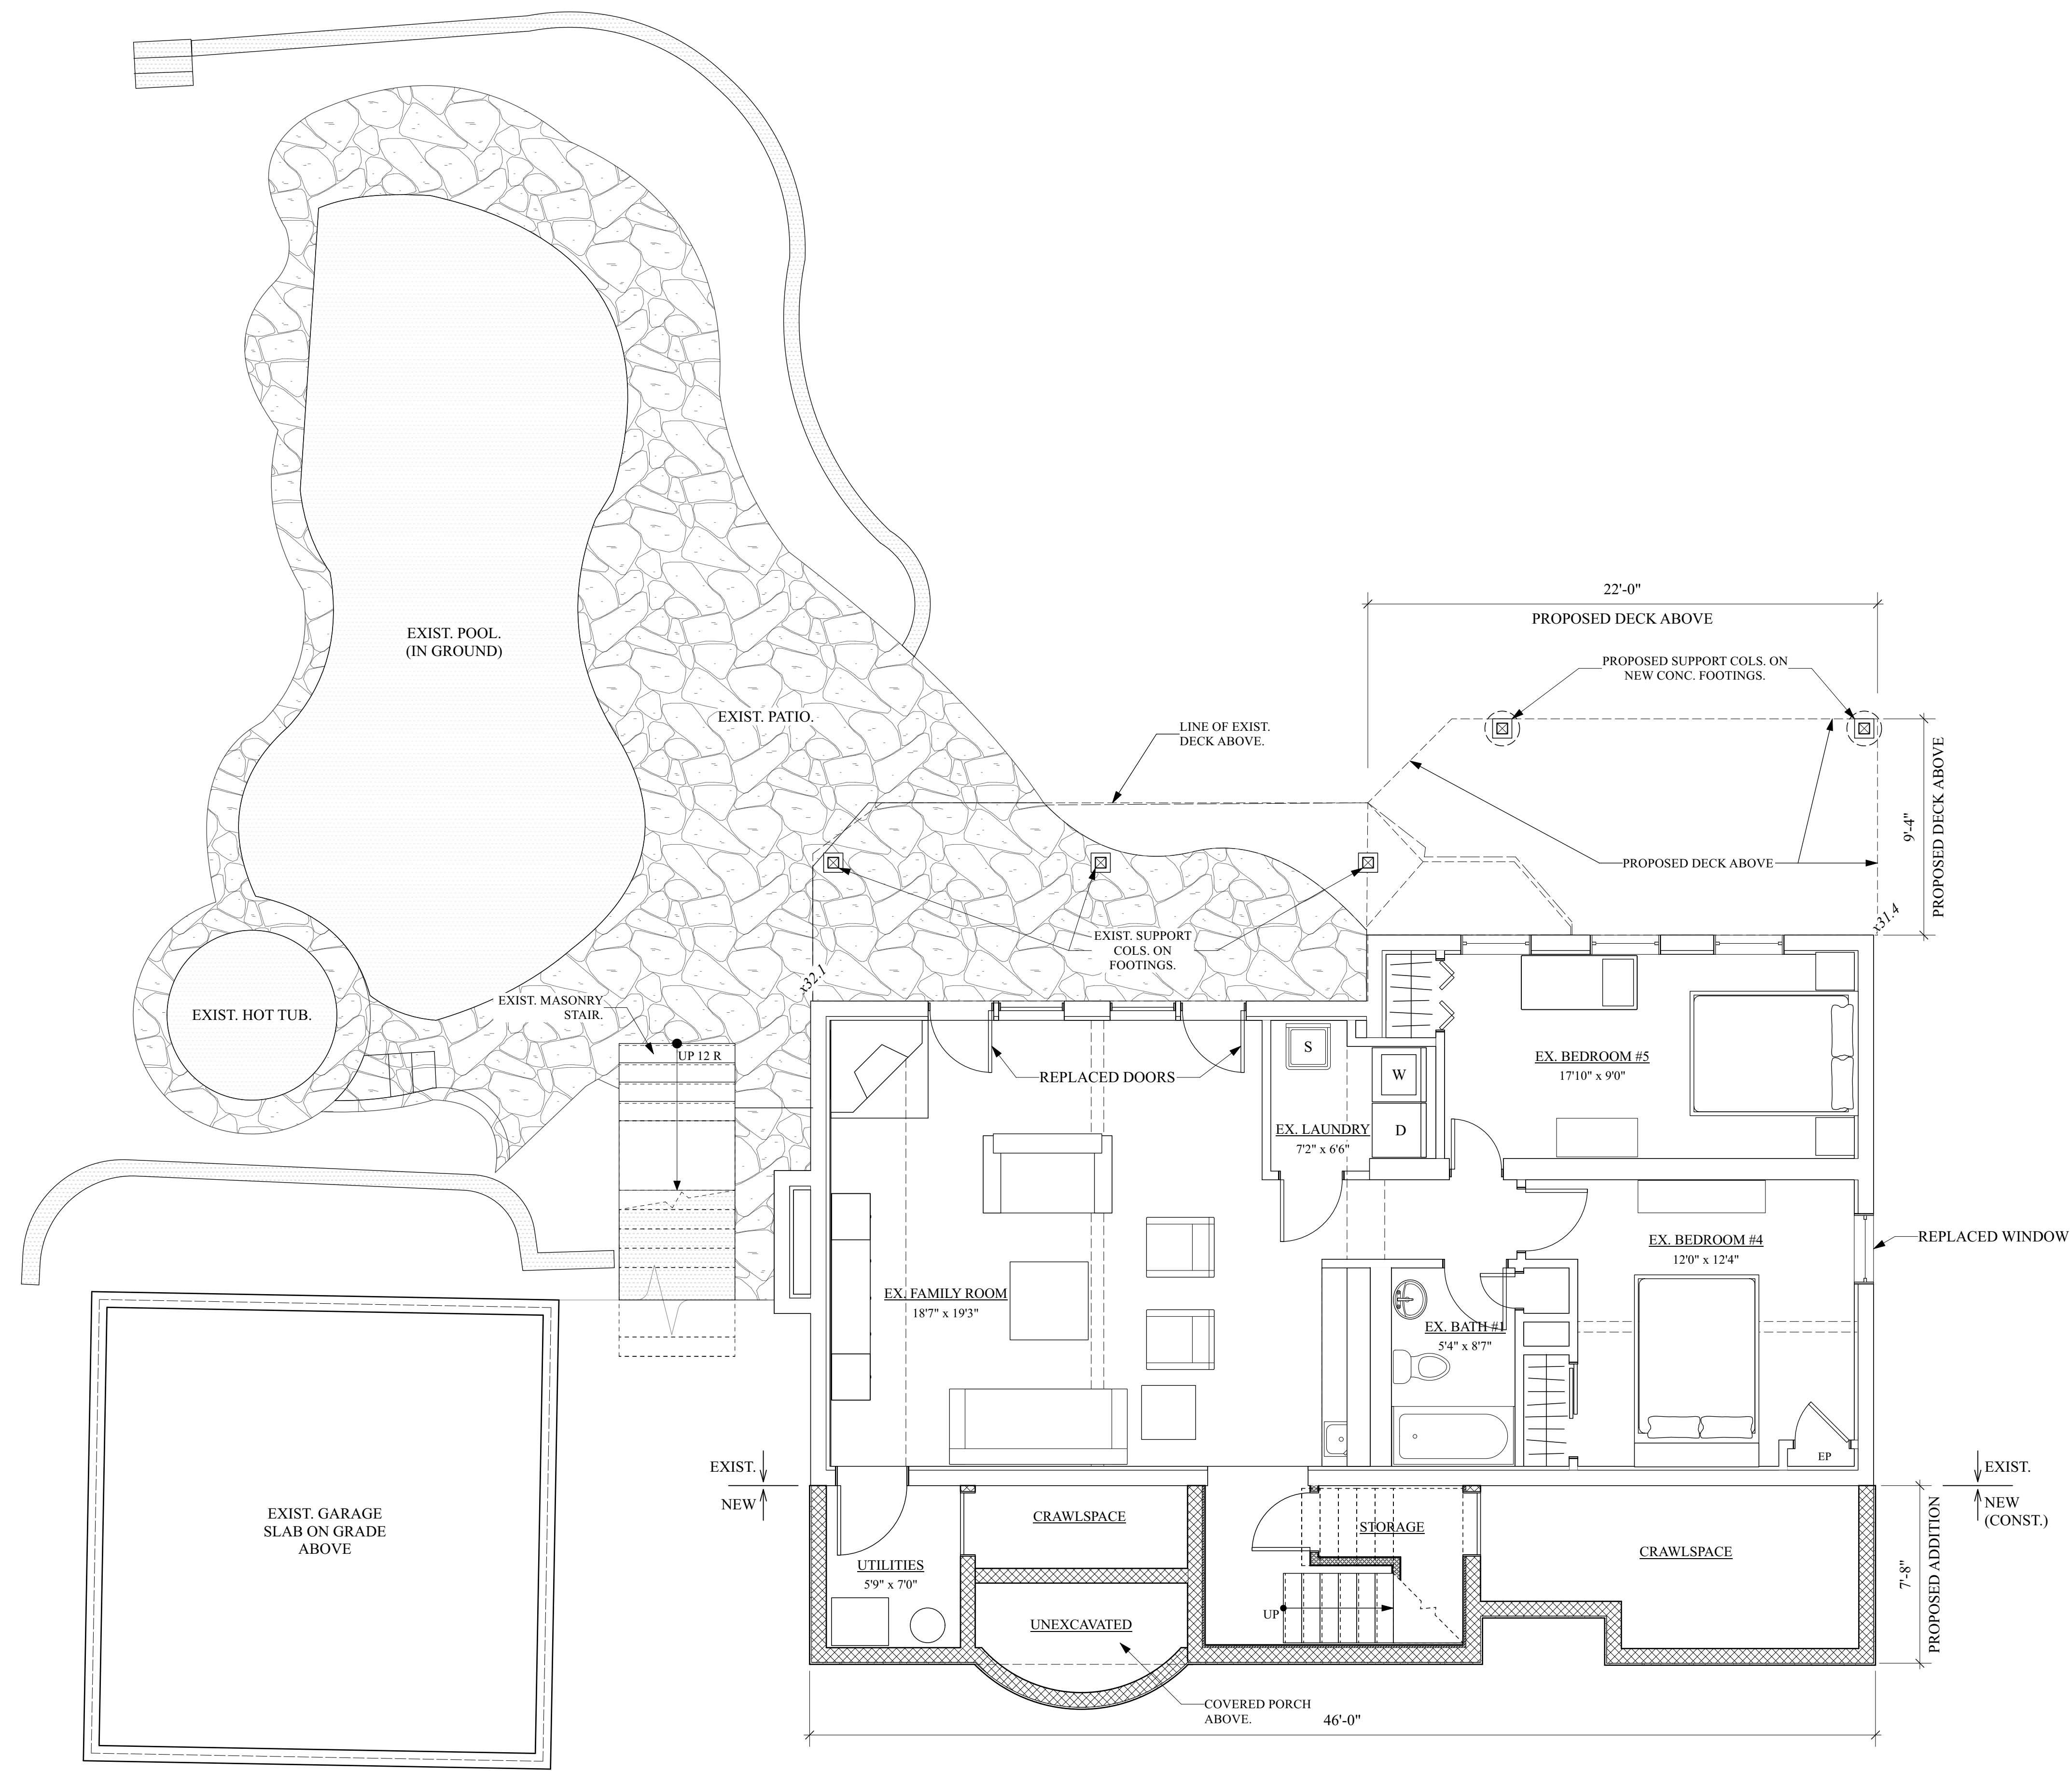 22'-0"
PROPOSED DECK ABOVE
PROPOSED SUPPORT COLS. ON
NEW CONC. FOOTINGS.
EXIST. POOL.
(IN GROUND)
EXIST. PATIO.
LINE OF EXIST.
DECK ABOVE.
9'-4"
PROPOSED DECK ABOVE
PROPOSED DECK ABOVE
x31.4
EXIST. SUPPORT
COLS. ON
FOOTINGS.
x32.1
EXIST. MASONRY
STAIR.
EXIST. HOT TUB.
UP 12 R
S
W
D
EX. BEDROOM #5
17'10" x 9'0"
REPLACED DOORS
EX. LAUNDRY
7'2" x 6'6"
REPLACED WINDOW
EX. BEDROOM #4
12'0" x 12'4"
EX. FAMILY ROOM
18'7" x 19'3"
EX. BATH #1
5'4" x 8'7"
EP
EXIST.
NEW
EXIST.
NEW
(CONST.)
EXIST. GARAGE
SLAB ON GRADE
ABOVE
CRAWLSPACE
STORAGE
CRAWLSPACE
UTILITIES
5'9" x 7'0"
7'-8"
PROPOSED ADDITION
UP
UNEXCAVATED
COVERED PORCH
ABOVE.
46'-0"